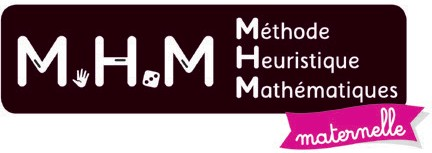 M.H.M
Méthode
Heuristique
Mathématiques
maternelle